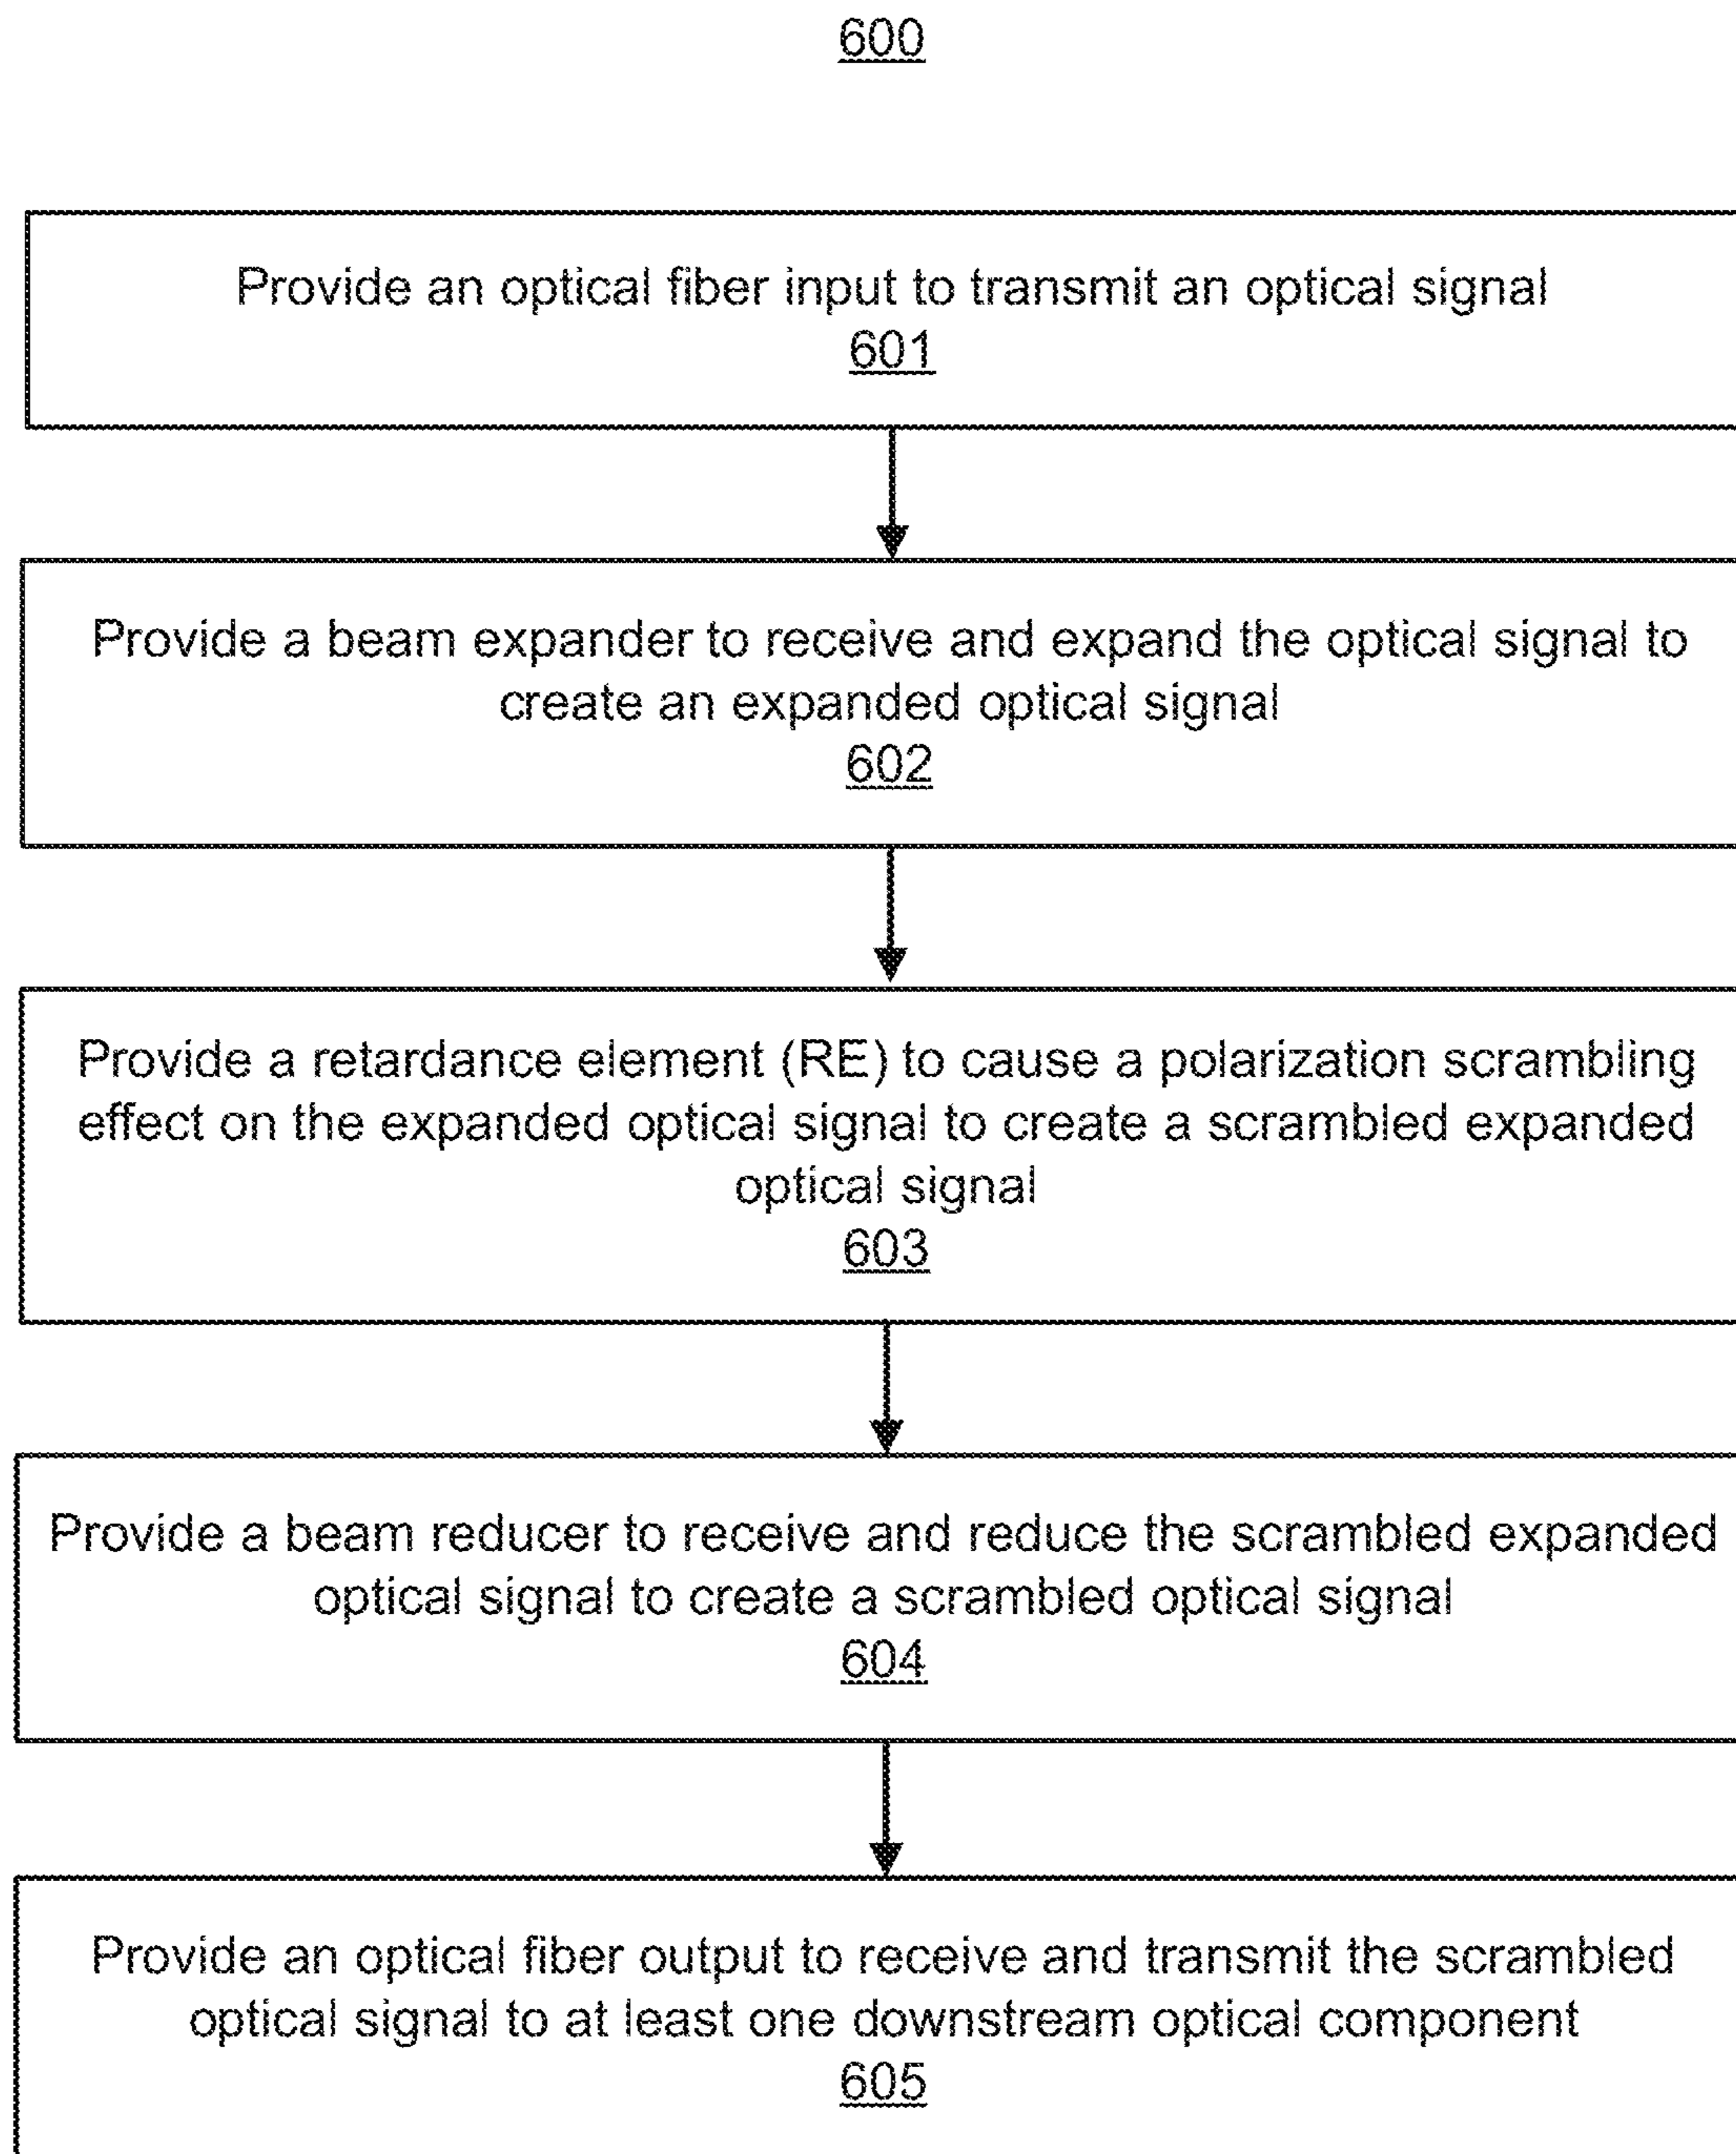 600
Provide an optical fiber input to transmit an optical signal
601
Provide a beam expander to receive and expand the optical signal to
create an expanded optical signal
602
Provide a retardance element (RE) to cause a polarization scrambling
effect on the expanded optical signal to create a scrambled expanded
optical signal
603
Provide a beam reducer to receive and reduce the scrambled expanded
optical signal to create a scrambled optical signal
604
Provide an optical fiber output to receive and transmit the scrambled
optical signal to at least one downstream optical component
605